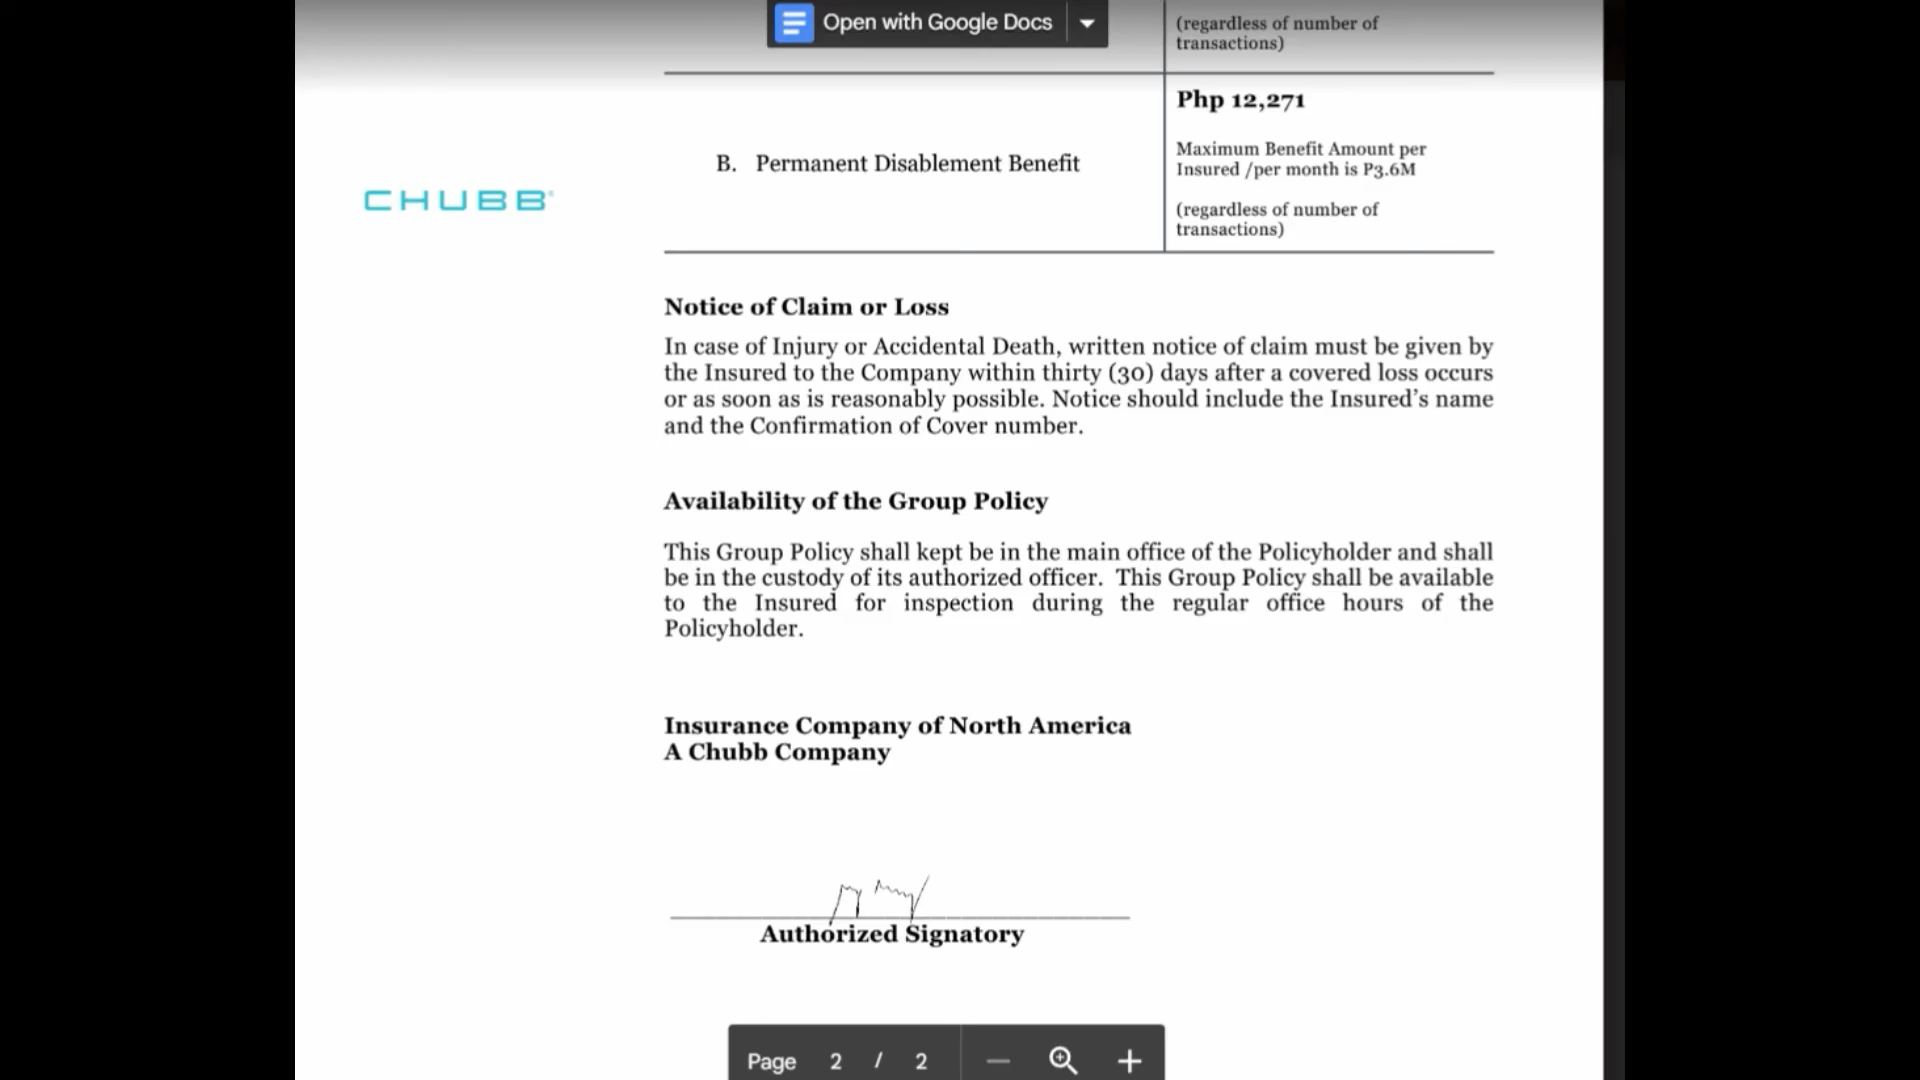 Open with Google Docs
(regardless of number of
transactions)
Php 12,271
B. Permanent Disablement Benefit
Maximum Benefit Amount per
Insured /per month is P3.6M
(regardless of number of
transactions)
CHUBB
Notice of Claim or Loss
In case of Injury or Accidental Death, written notice of claim must be given by
the Insured to the Company within thirty (30) days after a covered loss occurs
or as soon as is reasonably possible. Notice should include the Insured’s name
and the Confirmation of Cover number.
Availability of the Group Policy
This Group Policy shall kept be in the main office of the Policyholder and shall
be in the custody of its authorized officer. This Group Policy shall be available
to the Insured for inspection during the regular office hours of the
Policyholder.
Insurance Company of North America
A Chubb Company
Authorized Signatory
Page 2 / 2